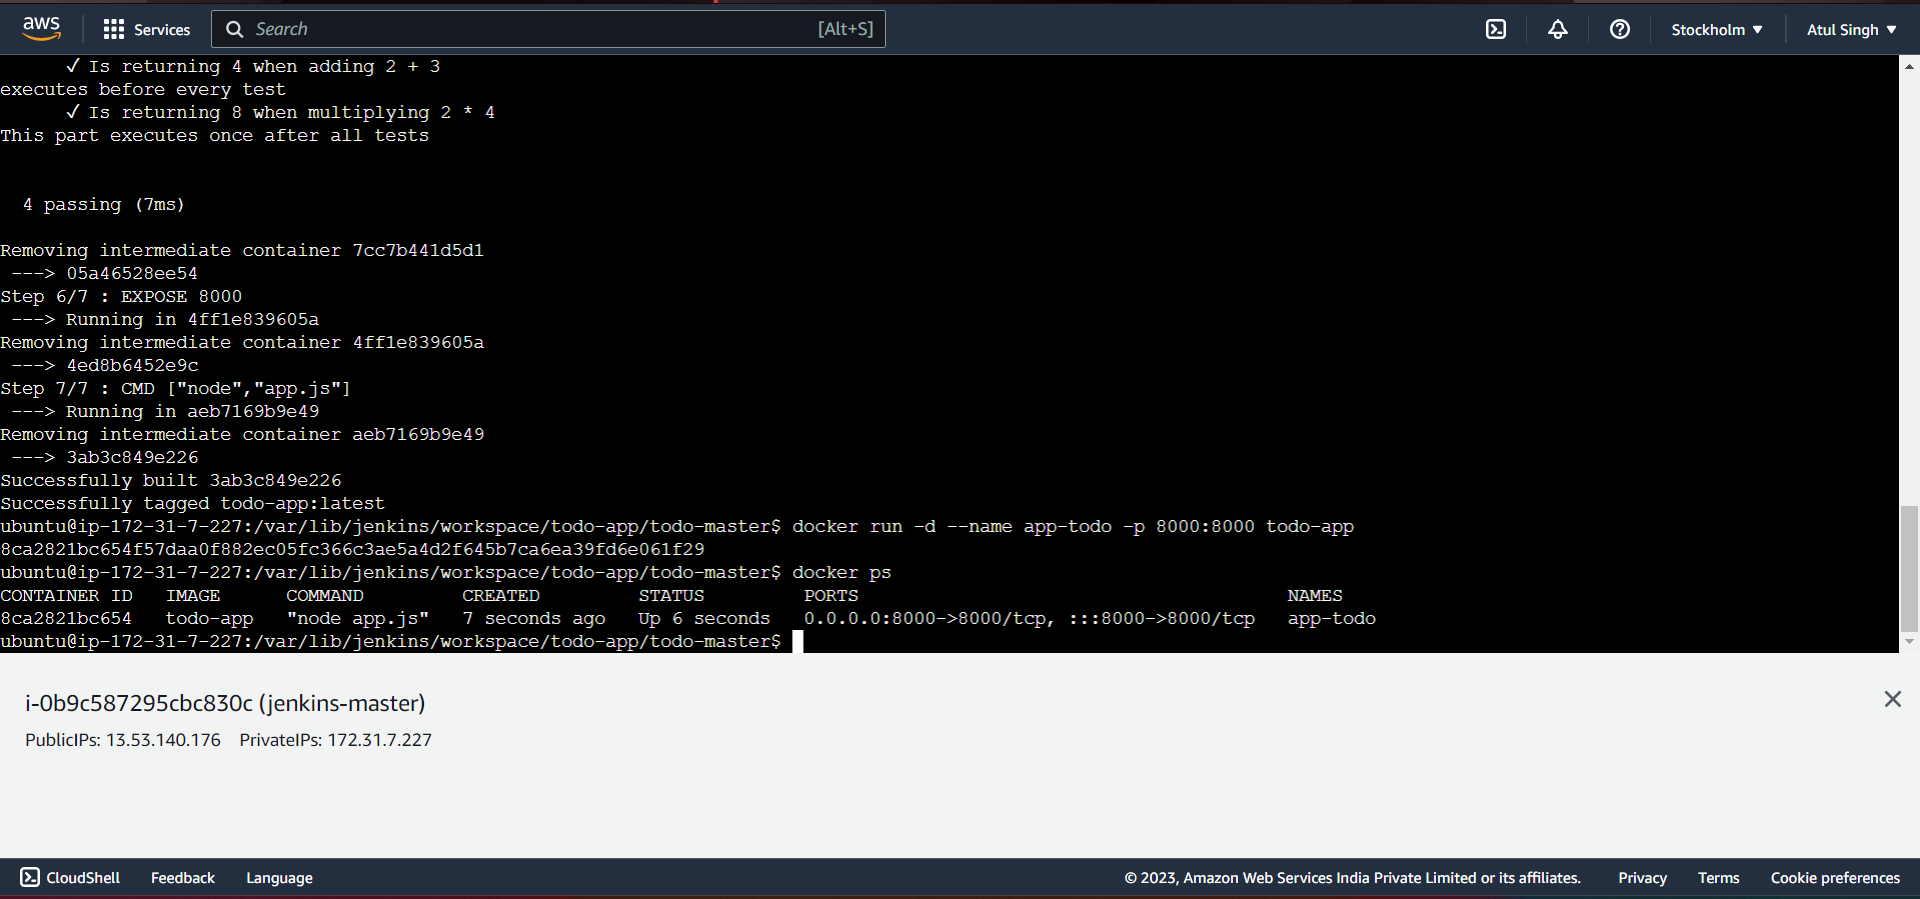 aws
Services
Search
[Alt+S]
Stockholm
Atul Singh
✓ Is returning 4 when adding 2 + 3
executes before every test
✓ Is returning 8 when multiplying 2 * 4
This part executes once after all tests
4 passing (7ms)
Removing intermediate container 7cc7b441d5d1
---> 05a46528ee54
Step 6/7 : EXPOSE 8000
---> Running in 4ff1e839605a
Removing intermediate container 4ff1e839605a
---> 4ed8b6452e9c
Step 7/7 : CMD ["node","app.js"]
---> Running in aeb7169b9e49
Removing intermediate container aeb7169b9e49
---> 3ab3c849e226
Successfully built 3ab3c849e226
Successfully tagged todo-app:latest
ubuntu@ip-172-31-7-227:/var/lib/jenkins/workspace/todo-app/todo-master$ docker run -d --name app-todo -p 8000:8000 todo-app
8ca2821bc654f57daa0f882ec05fc366c3ae5a4d2f645b7ca6ea39fd6e061f29
ubuntu@ip-172-31-7-227:/var/lib/jenkins/workspace/todo-app/todo-master$ docker ps
CONTAINER ID IMAGE COMMAND CREATED STATUS PORTS NAMES
8ca2821bc654 todo-app "node app.js" 7 seconds ago Up 6 seconds 0.0.0.0:8000->8000/tcp, :::8000->8000/tcp app-todo
ubuntu@ip-172-31-7-227:/var/lib/jenkins/workspace/todo-app/todo-master$
i-0b9c587295cbc830c (jenkins-master)
PublicIPs: 13.53.140.176 PrivateIPs: 172.31.7.227
CloudShell Feedback Language © 2023, Amazon Web Services India Private Limited or its affiliates. Privacy Terms Cookie preferences